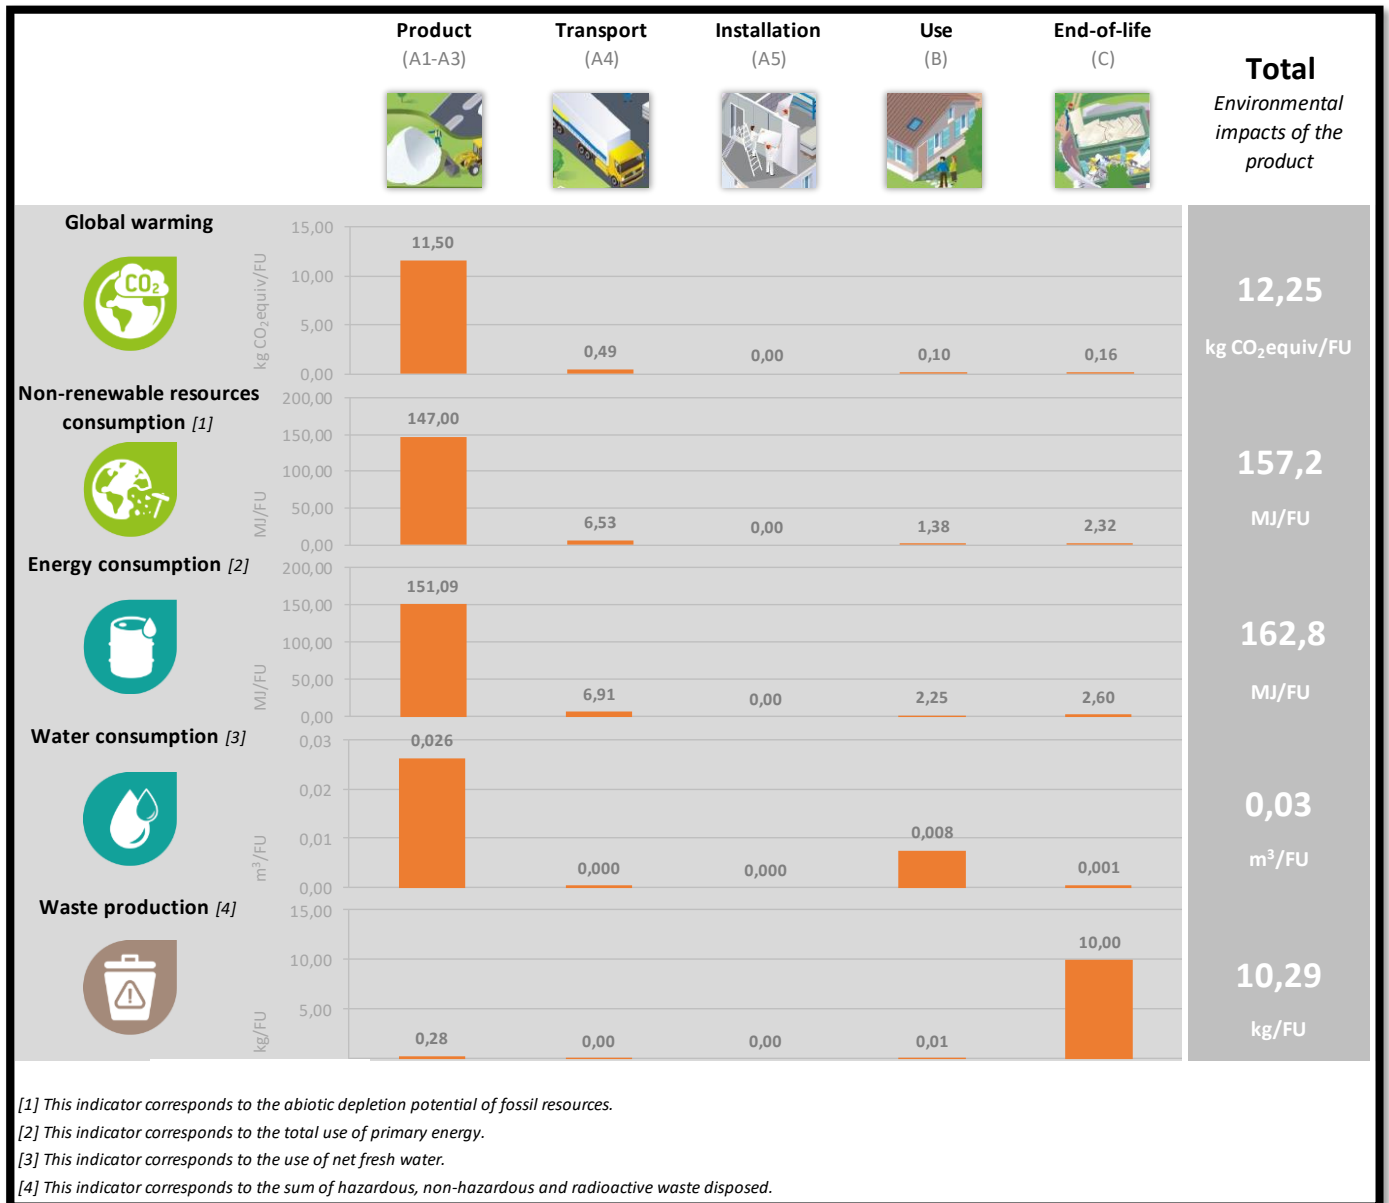 Product
(A1-A3)
Transport
(A4)
Installation
(A5)
Use
(B)
End-of-life
(C)
Total
Environmental
impacts of the
product
Global warming
CO2
kg CO2equiv/FU
15,00
10,00
5,00
0,00
11,50
0,49
0,00
0,10
0,16
12,25
kg CO2equiv/FU
Non-renewable resources
consumption [1]
MJ/FU
200,00
150,00
100,00
50,00
0,00
147,00
6,53
0,00
1,38
2,32
157,2
MJ/FU
Energy consumption [2]
MJ/FU
200,00
150,00
100,00
50,00
0,00
151,09
6,91
0,00
2,25
2,60
162,8
MJ/FU
Water consumption [3]
m³/FU
0,03
0,02
0,01
0,00
0,026
0,000
0,000
0,008
0,001
0,03
m³/FU
Waste production [4]
kg/FU
15,00
10,00
5,00
0,28
0,00
0,00
0,01
10,00
10,29
kg/FU
[1] This indicator corresponds to the abiotic depletion potential of fossil resources.
[2] This indicator corresponds to the total use of primary energy.
[3] This indicator corresponds to the use of net fresh water.
[4] This indicator corresponds to the sum of hazardous, non-hazardous and radioactive waste disposed.